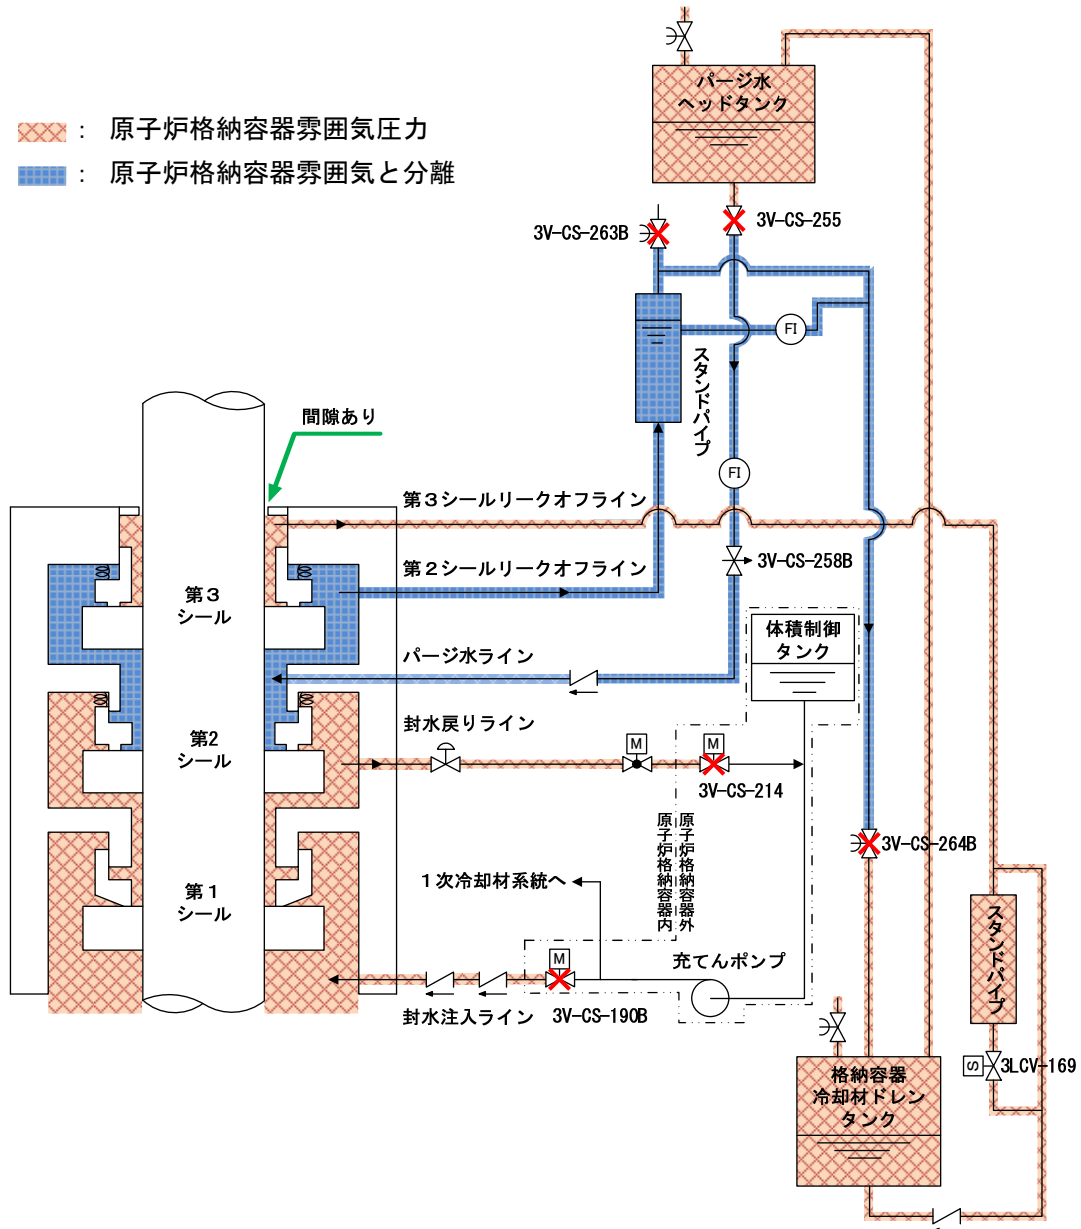 パージ水
ヘッドタンク
： 原子炉格納容器雰囲気圧力
： 原子炉格納容器雰囲気と分離
3V-CS-263B
3V-CS-255
FI
スタンドパイプ
間隙あり
FI
第３シールリークオフライン
3V-CS-258B
第２シールリークオフライン
第３
シール
体積制御
タンク
パージ水ライン
封水戻りライン
第2
シール
M
M
3V-CS-214
原子炉格納容器内
原子炉格納容器外
3V-CS-264B
１次冷却材系統へ
第１
シール
スタンドパイプ
M
充てんポンプ
封水注入ライン
3V-CS-190B
S
3LCV-169
格納容器
冷却材ドレン
タンク